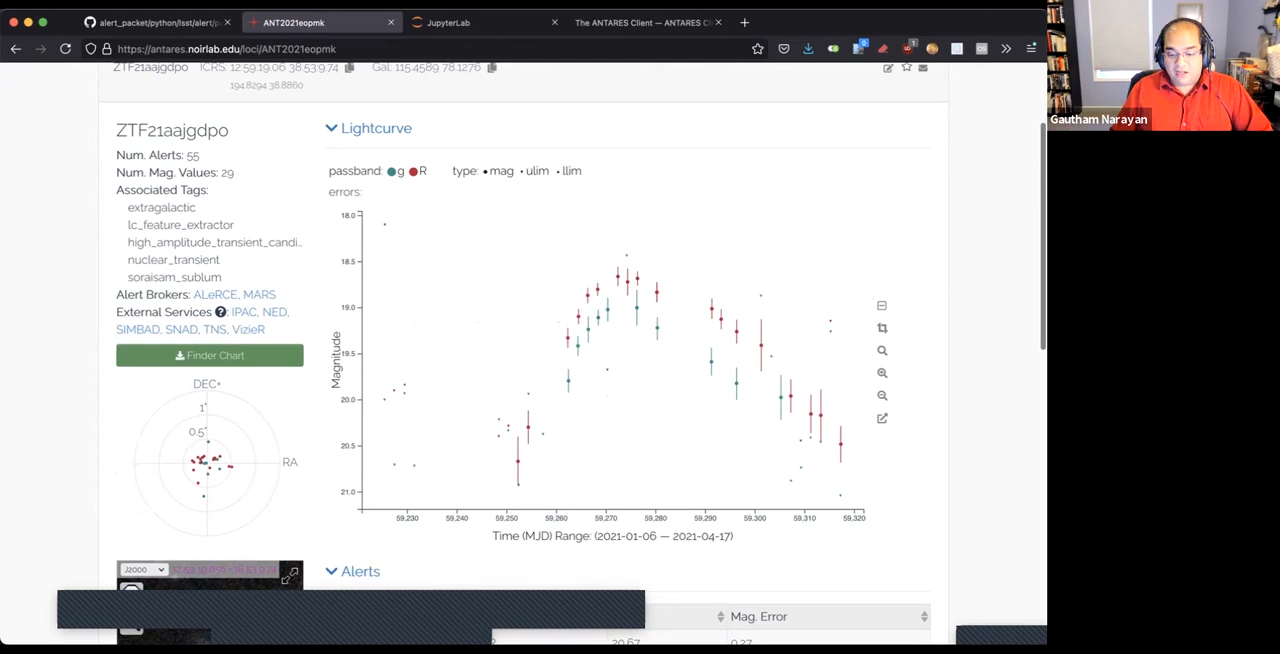 alert_packet/python/lsst/alert/p
ANT2021eopmk
JupyterLab
The ANTARES Client — ANTARES C
https://antares.noirlab.edu/loci/ANT2021eopmk
ZTF21aajgdpo
ICRS: 12:59:19.06 38:53:9.74
Gal: 115.4589 78.1276
194.8294 38.8860
Gautham Narayan
ZTF21aajgdpo
Num. Alerts: 55
Num. Mag. Values: 29
Associated Tags:
extragalactic
lc_feature_extractor
high_amplitude_transient_candi...
nuclear_transient
soraisam_sublum
Alert Brokers: ALeRCE, MARS
External Services ? : IPAC, NED,
SIMBAD, SNAD, TNS, VizieR
Finder Chart
DEC+
1"
0.5"
RA
J2000
Lightcurve
passband: g R type: mag ulim llim
errors:
18.0
18.5
19.0
19.5
20.0
20.5
21.0
Magnitude
59,230 59,240 59,250 59,260 59,270 59,280 59,290 59,300 59,310 59,320
Time (MJD) Range: (2021-01-06 — 2021-04-17)
Alerts
Mag. Error
20.67 0.27